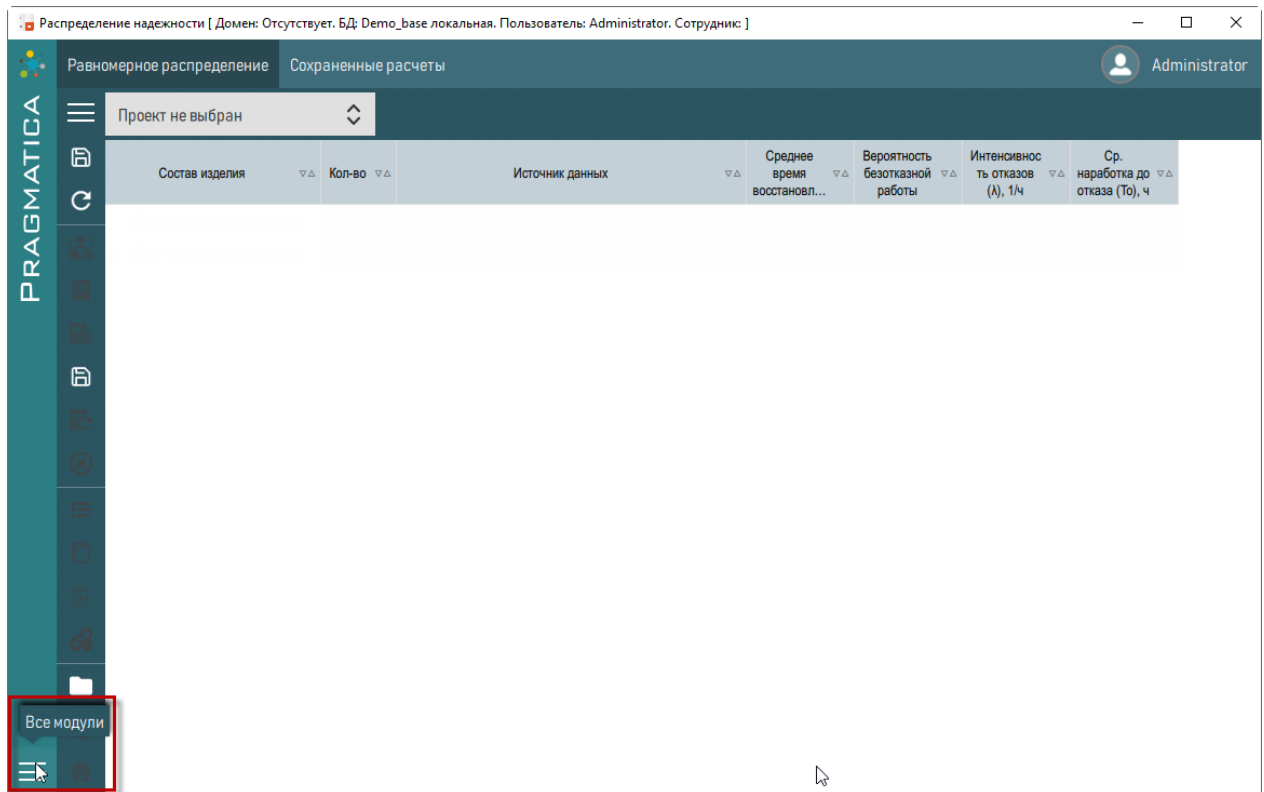 Распределение надежности [ Домен: Отсутствует. БД: Demo_base локальная. Пользователь: Administrator. Сотрудник: ]
PRAGMATICA
Равномерное распределение
Сохраненные расчеты
Administrator
Проект не выбран
Состав изделия
Кол-во
Источник данных
Среднее
время
восстановл...
Вероятность
безотказной
работы
Интенсивнос
ть отказов
(λ), 1/ч
Ср.
наработка до
отказа (To), ч
Все модули